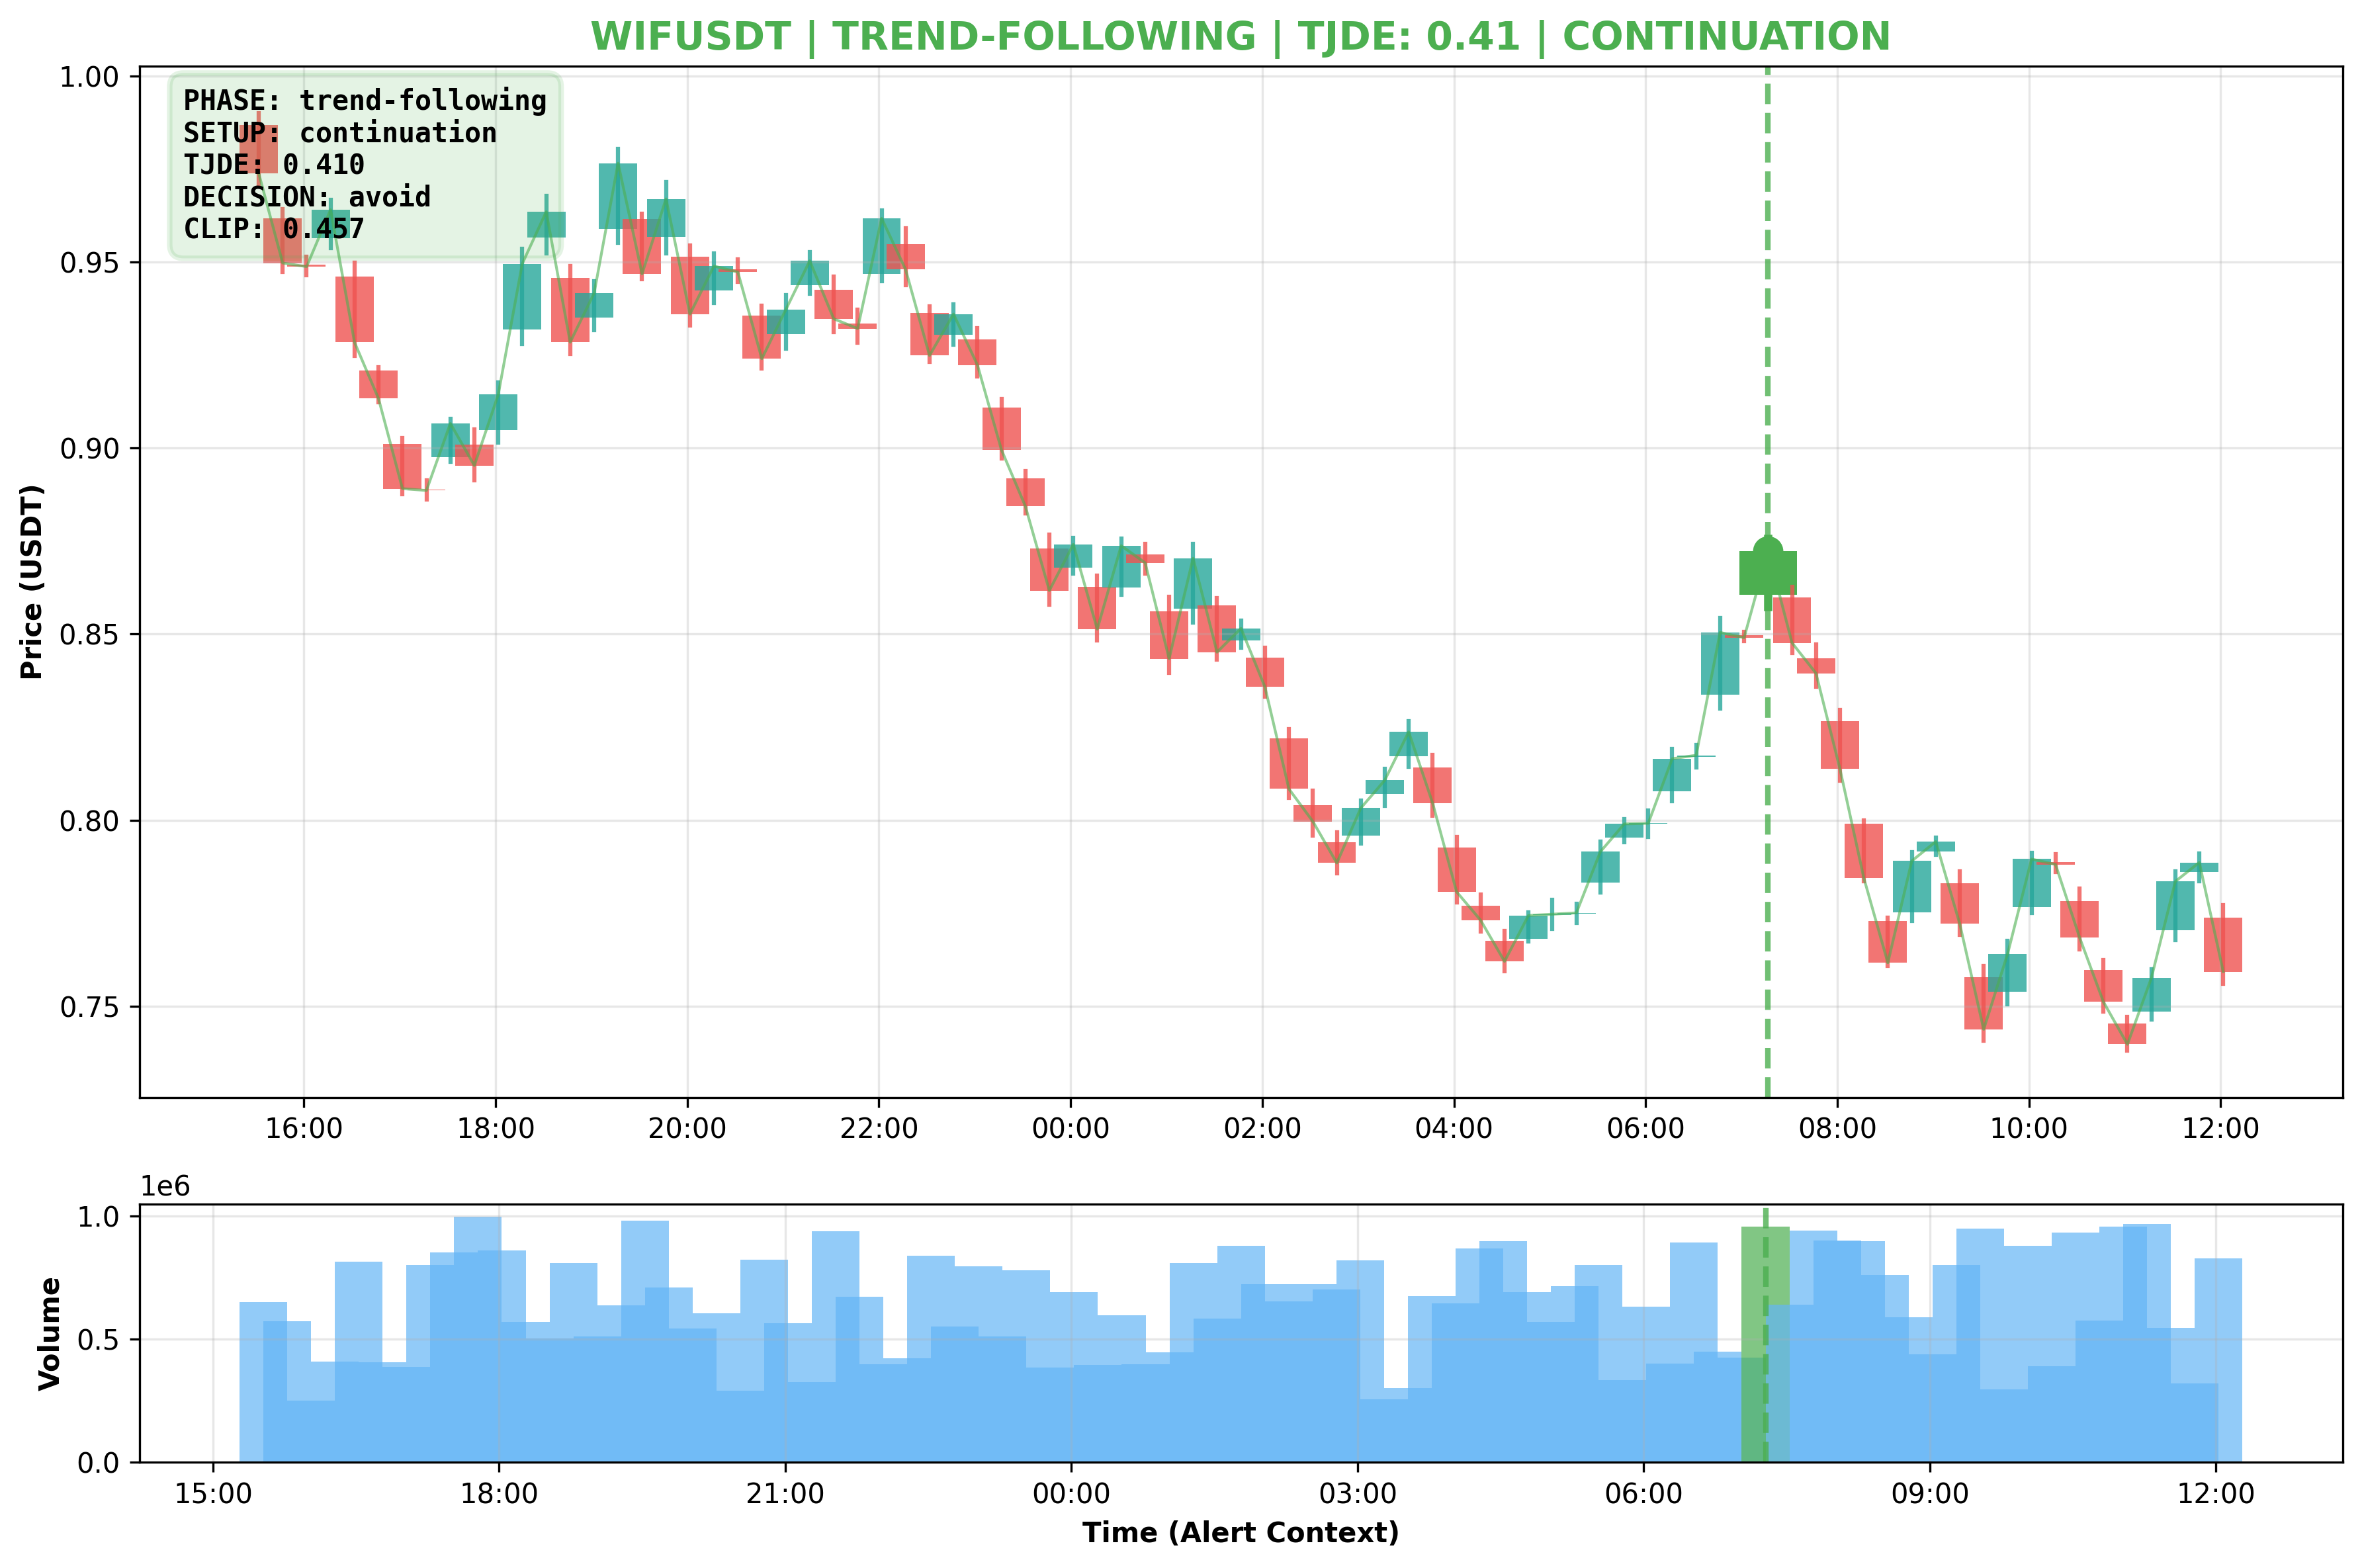 WIFUSDT | TREND-FOLLOWING | TJDE: 0.41 | CONTINUATION
PHASE: trend-following
SETUP: continuation
TJDE: 0.410
DECISION: avoid
CLIP: 0.457
Price (USDT)
1.00
0.95
0.90
0.85
0.80
0.75
16:00 18:00 20:00 22:00 00:00 02:00 04:00 06:00 08:00 10:00 12:00
1e6
Volume
1.0
0.5
0.0
15:00 18:00 21:00 00:00 03:00 06:00 09:00 12:00
Time (Alert Context)